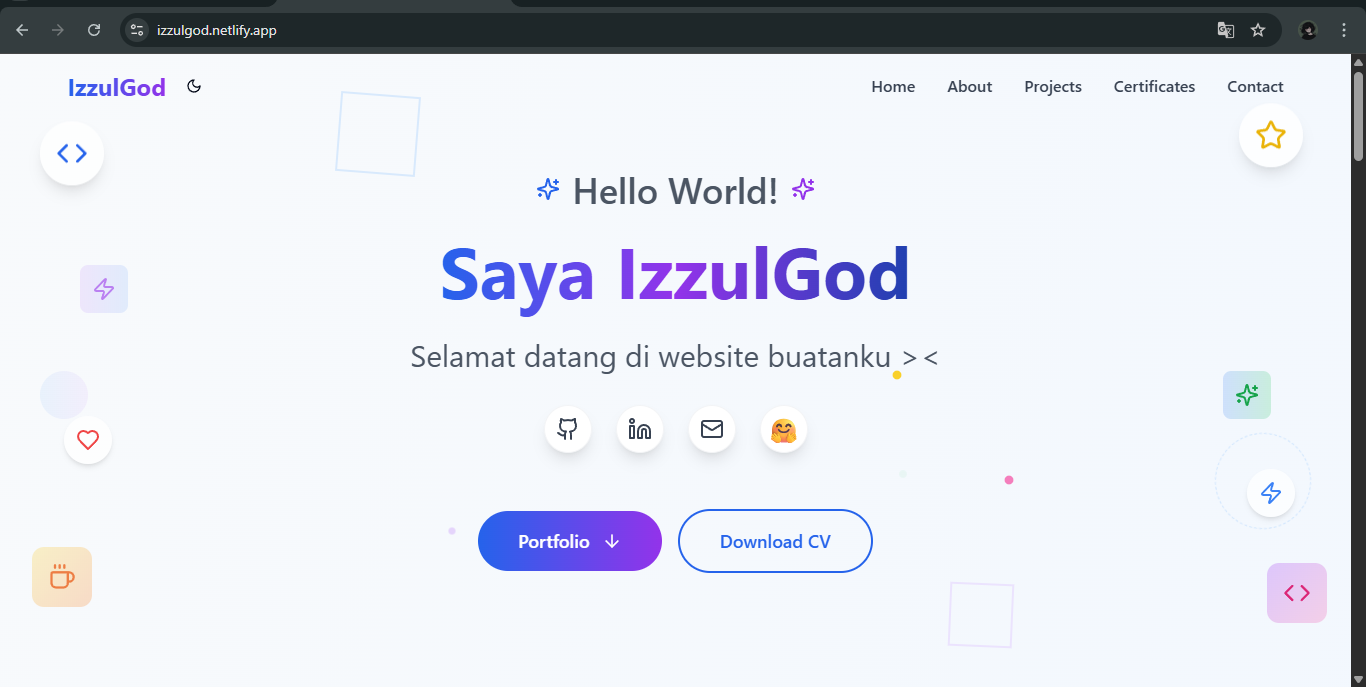 izzulgod.netlify.app
IzzulGod
Home About Projects Certificates Contact
Hello World!
Saya IzzulGod
Selamat datang di website buatanku ><
Portfolio
Download CV